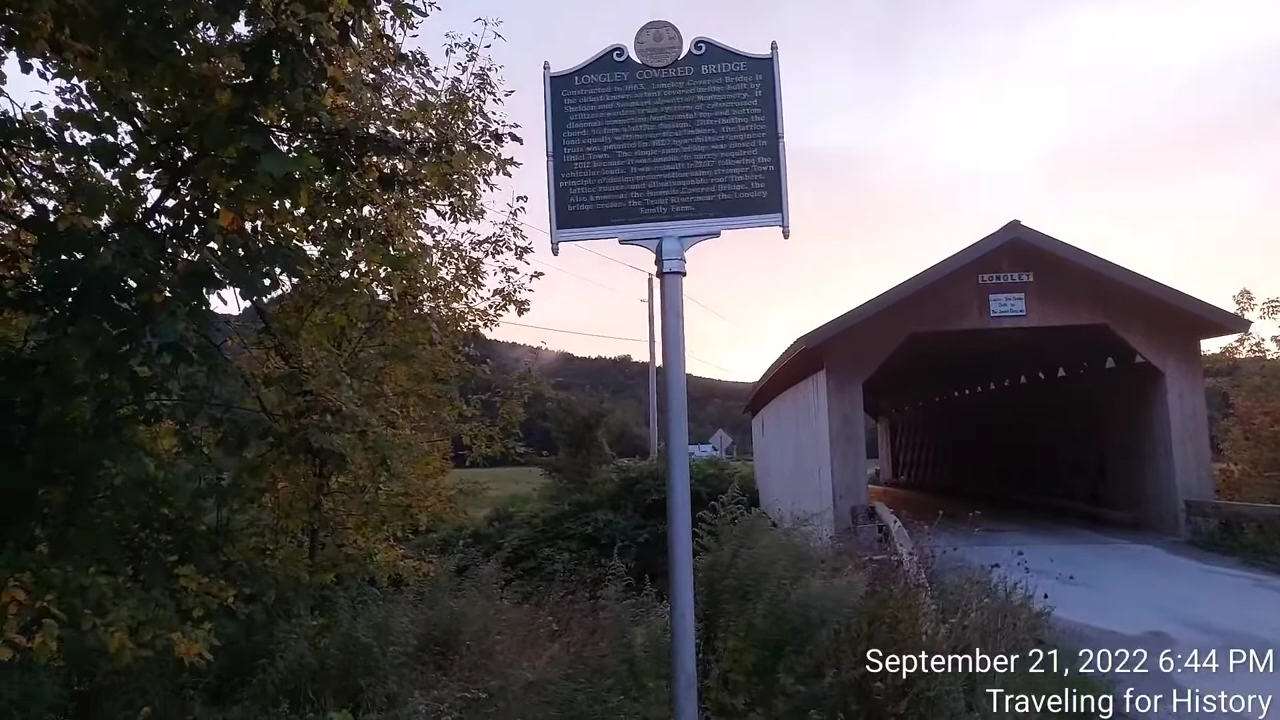 LONGLEY COVERED BRIDGE
Constructed in 1863, Longley Covered Bridge is
the oldest known extant covered bridge built by
Sheldon and Savannard Jewett of Montgomery. It
utilizes a wooden truss system of crisscrossed
diagonals connecting horizontal top and bottom
chords to form a lattice design. Distributing the
load equally without vertical timbers, the lattice
truss was patented in 1820 by architect engineer
Ithiel Town. The single-span bridge was closed in
2012 because it was unable to carry required
vehicular loads. It was rebuilt in 2017 following the
principle of design preservation using stronger Town
lattice trusses and salvageable roof timbers.
Also known as the Harnois Covered Bridge, the
bridge crosses the Trout River near the Longley
Family Farm.
LONGLEY
September 21, 2022 6:44 PM
Traveling for History